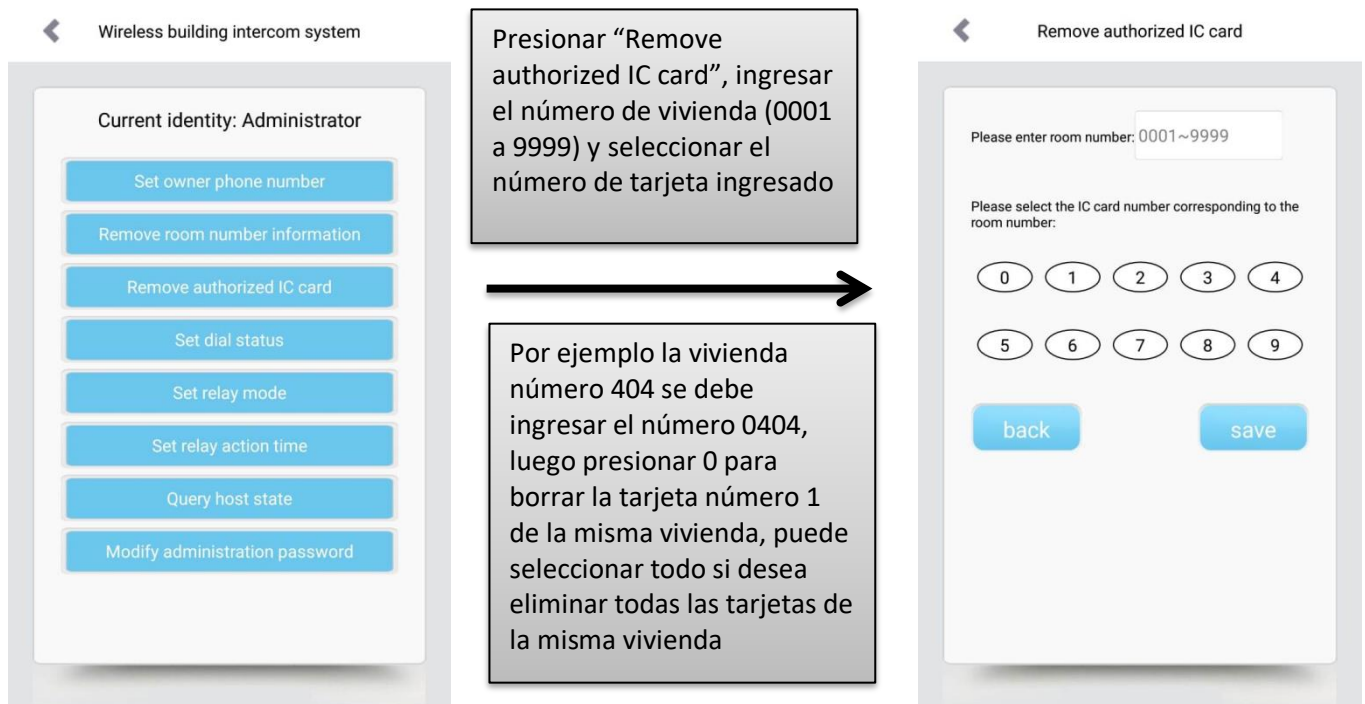 Wireless building intercom system
Current identity: Administrator
Set owner phone number
Remove room number information
Remove authorized IC card
Set dial status
Set relay mode
Set relay action time
Query host state
Modify administration password
Presionar “Remove
authorized IC card”, ingresar
el número de vivienda (0001
a 9999) y seleccionar el
número de tarjeta ingresado
Por ejemplo la vivienda
número 404 se debe
ingresar el número 0404,
luego presionar 0 para
borrar la tarjeta número 1
de la misma vivienda, puede
seleccionar todo si desea
eliminar todas las tarjetas de
la misma vivienda
Remove authorized IC card
Please enter room number: 0001~9999
Please select the IC card number corresponding to the
room number:
0 1 2 3 4
5 6 7 8 9
back save